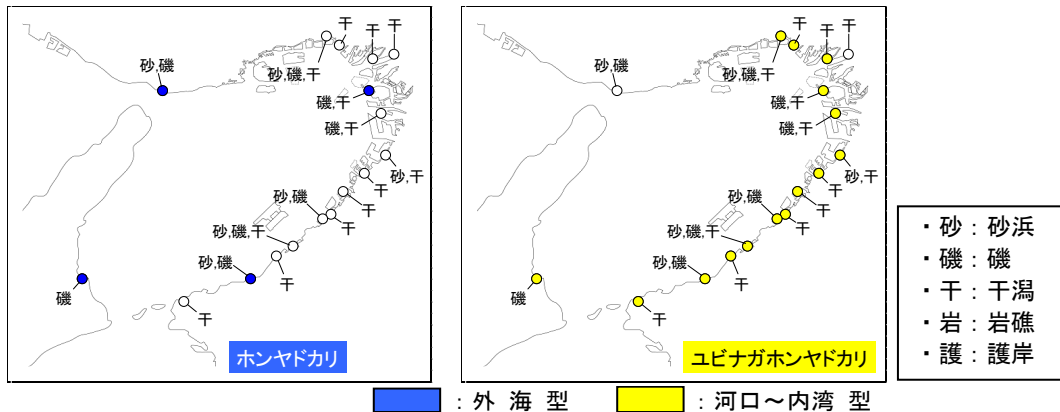 干
干
干
砂,磯
砂,磯,干
磯,干
磯,干
砂,干
干
干
砂,磯
干
砂,磯,干
砂,磯
干
磯
干
ホンヤドカリ
干
干
干
砂,磯
砂,磯,干
磯,干
磯,干
砂,干
干
干
砂,磯
干
砂,磯,干
砂,磯
干
磯
干
ユビナガホンヤドカリ
・砂：砂浜
・磯：磯
・干：干潟
・岩：岩礁
・護：護岸
：外 海 型
：河口～内湾 型